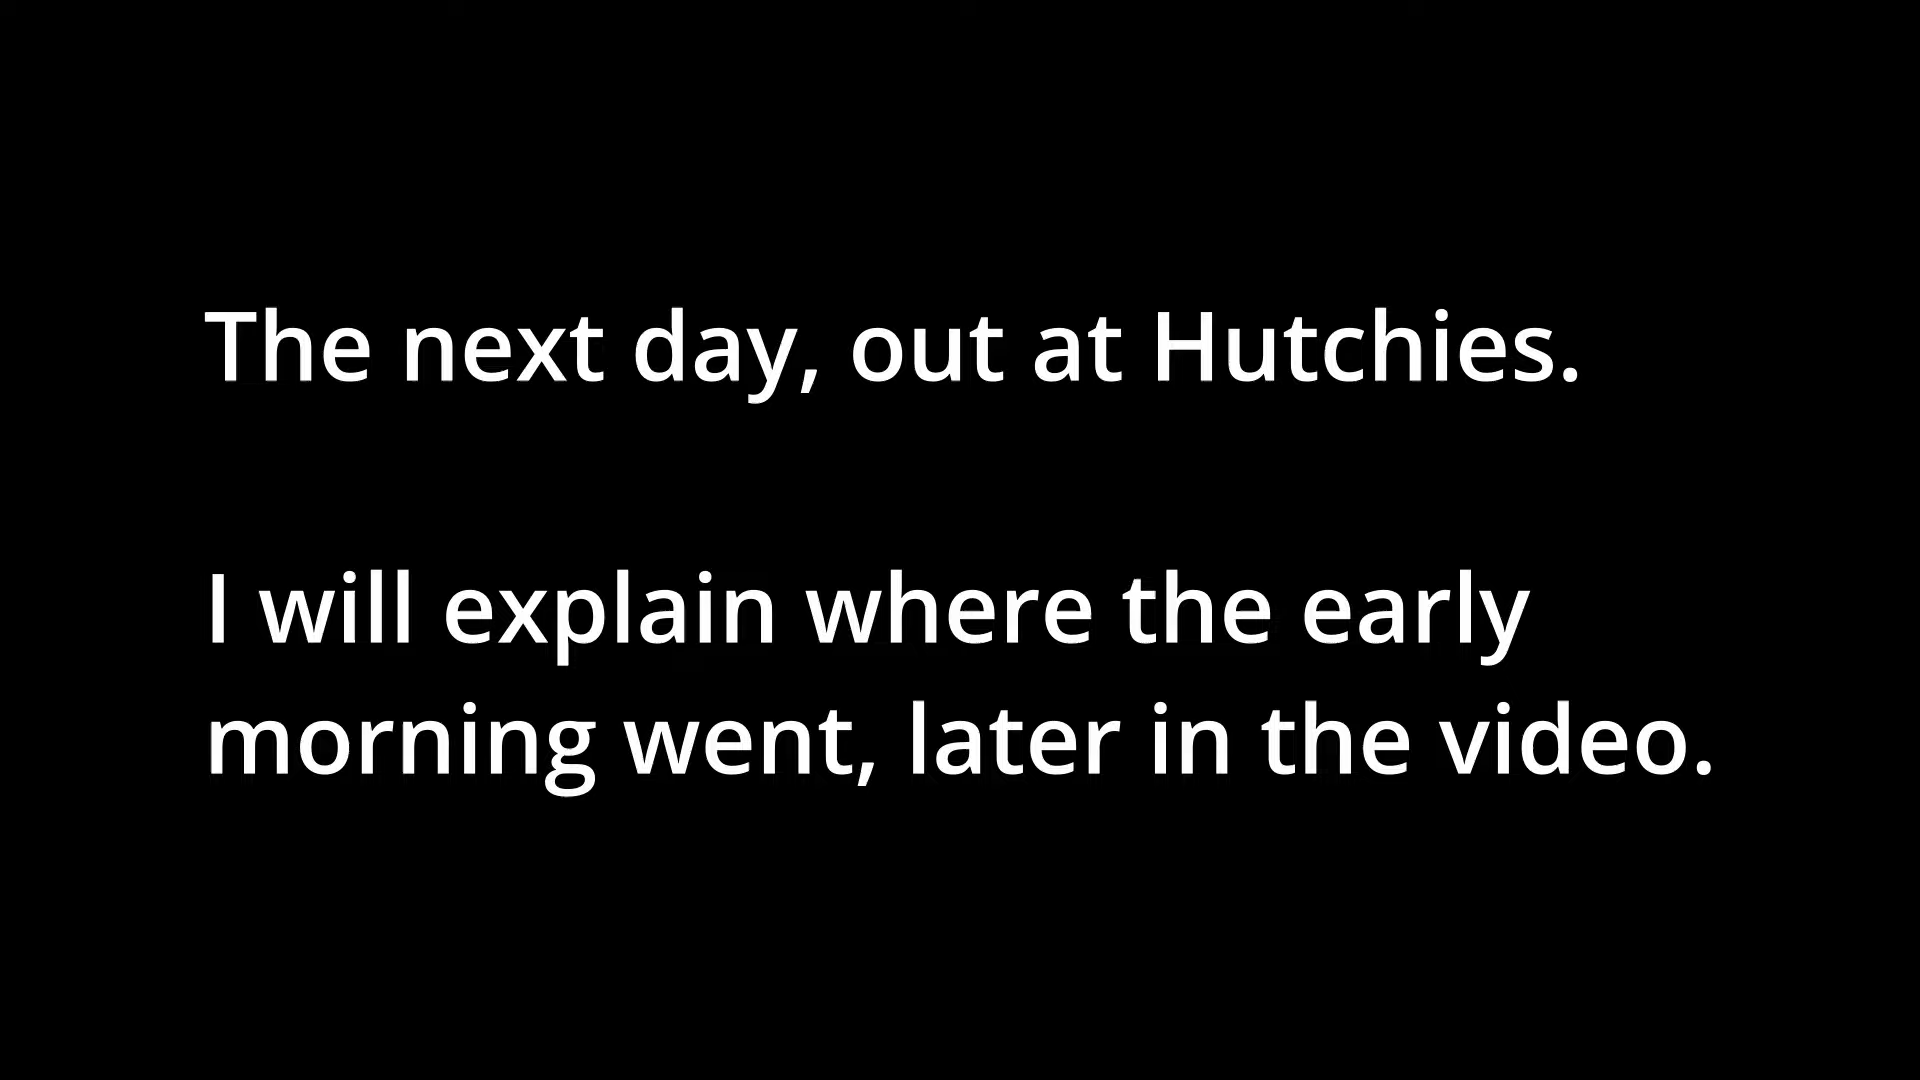 The next day, out at Hutchies.
I will explain where the early
morning went, later in the video.